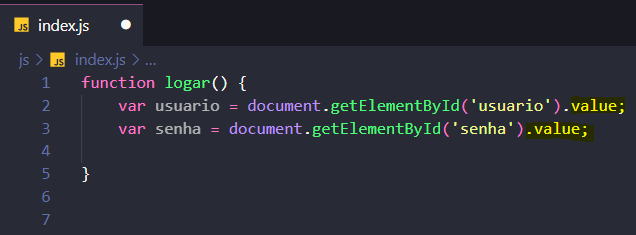 JS index.js
js > JS index.js > ...
1 function logar() {
2 var usuario = document.getElementById('usuario').value;
3 var senha = document.getElementById('senha').value;
4
5 }
6
7